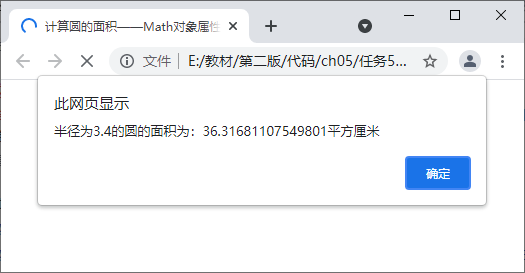 计算圆的面积——Math对象属性
文件 E:/教材/第二版/代码/ch05/任务5...
此网页显示
半径为3.4的圆的面积为：36.31681107549801平方厘米
确定